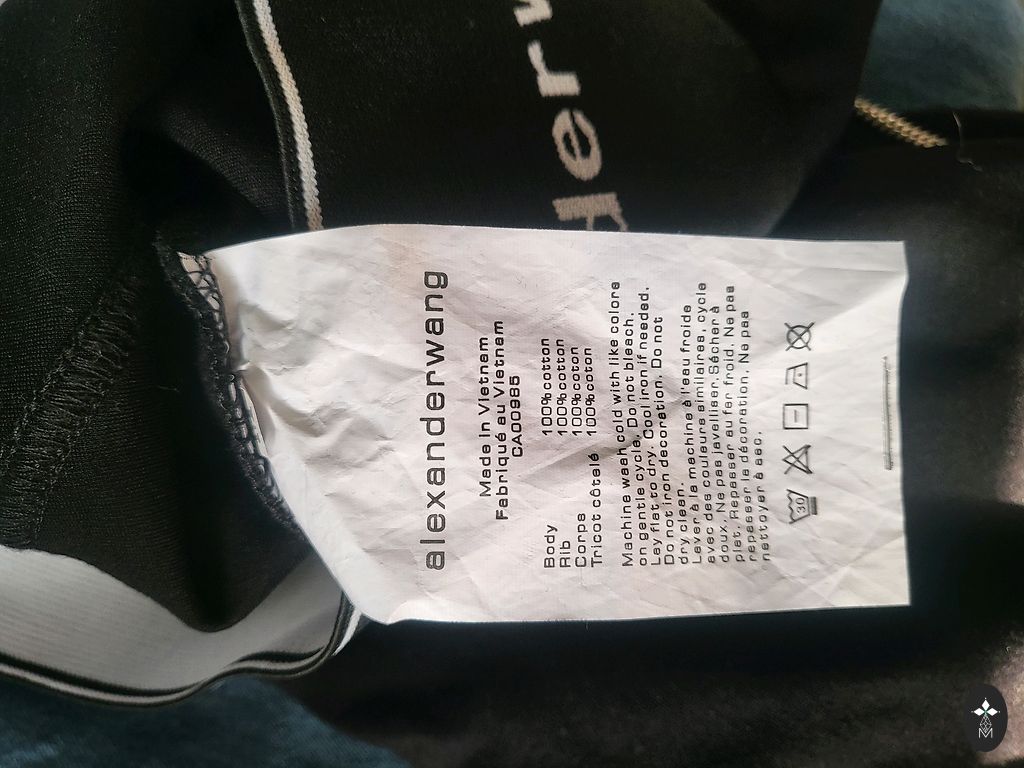 alexanderwang
Made in Vietnam
Fabriqué au Vietnam
CA00985
Body 100%cotton
Rib 100%cotton
Corps 100%coton
Tricot côtelé 100%coton
Machine wash cold with like colors
on gentle cycle. Do not bleach.
Lay flat to dry. Cool iron if needed.
Do not iron decoration. Do not
dry clean.
Laver à la machine à l'eau froide
avec des couleurs similaires, cycle
doux. Ne pas javelliser. Sécher à
plat. Repasser au fer froid. Ne pas
repasser la décoration. Ne pas
nettoyer à sec.
30
derw
M